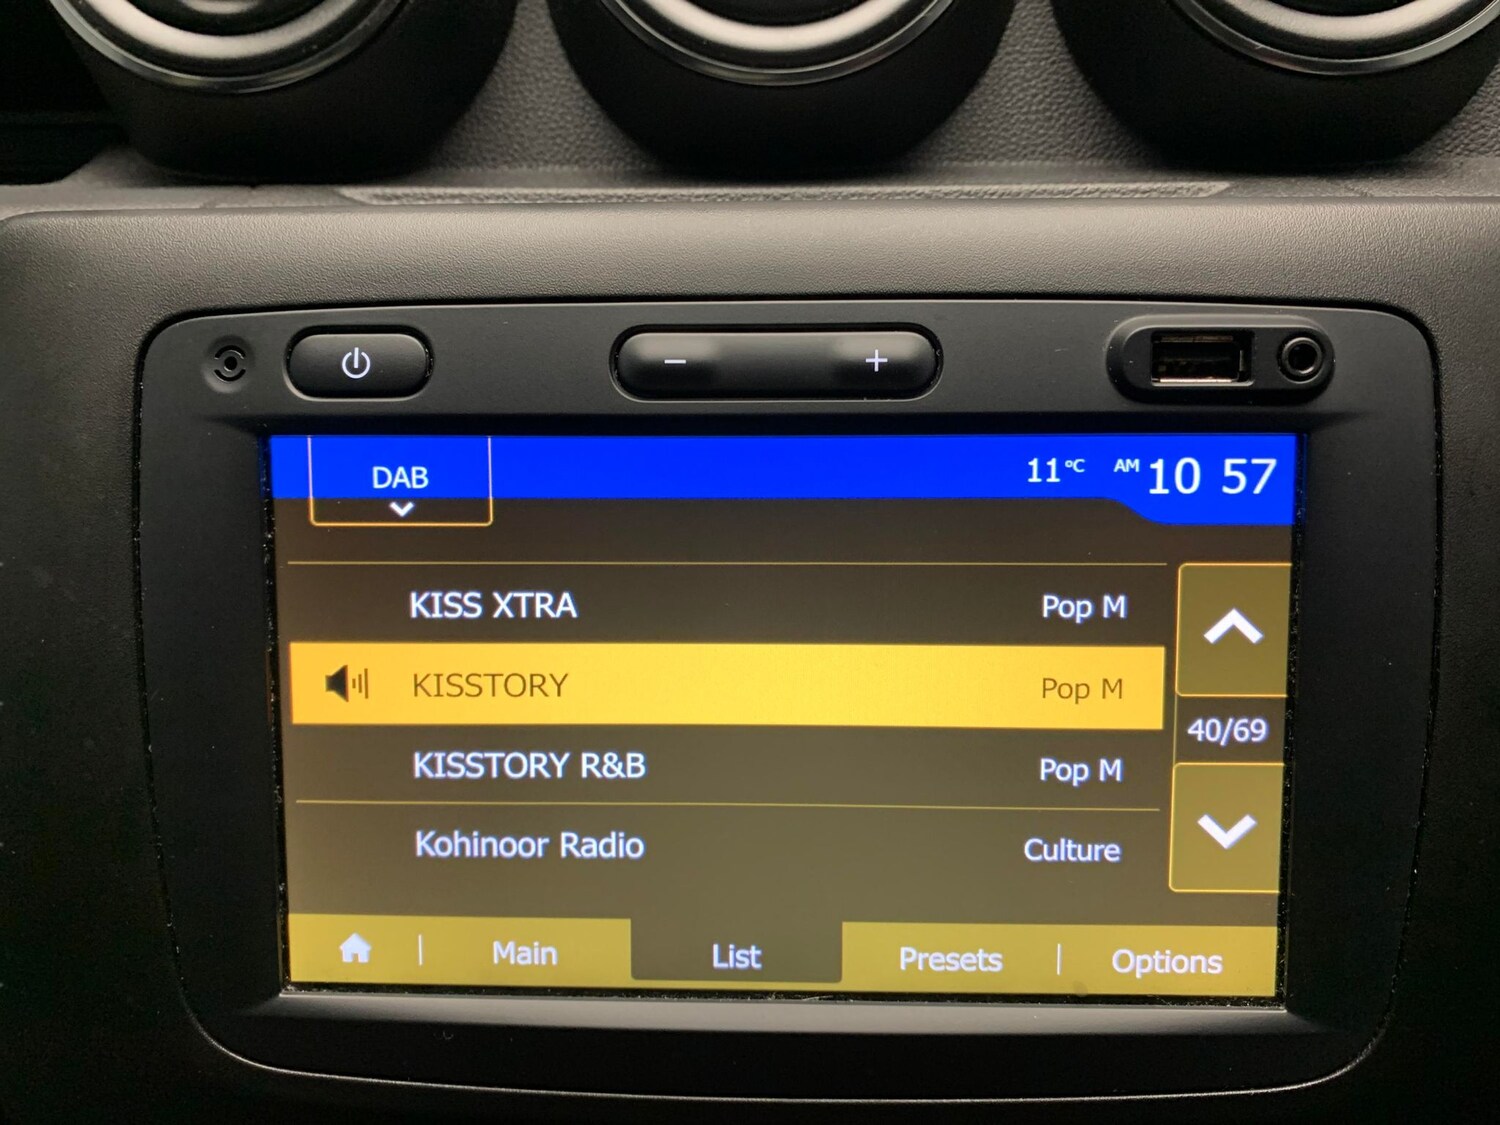 DAB
11°C AM 10 57
KISS XTRA Pop M
KISSTORY Pop M
40/69
KISSTORY R&B Pop M
Kohinoor Radio Culture
Main | List Presets | Options